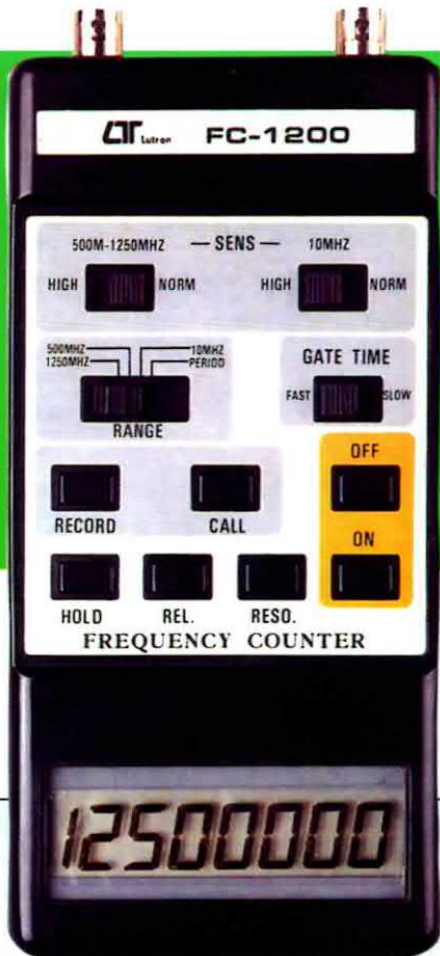 LT Lutron FC-1200
500M-1250MHZ — SENS — 10MHZ
HIGH NORM HIGH NORM
500MHZ 10MHZ
1250MHZ PERIOD
RANGE
GATE TIME
FAST SLOW
OFF
RECORD CALL
ON
HOLD REL. RESO.
FREQUENCY COUNTER
12500000